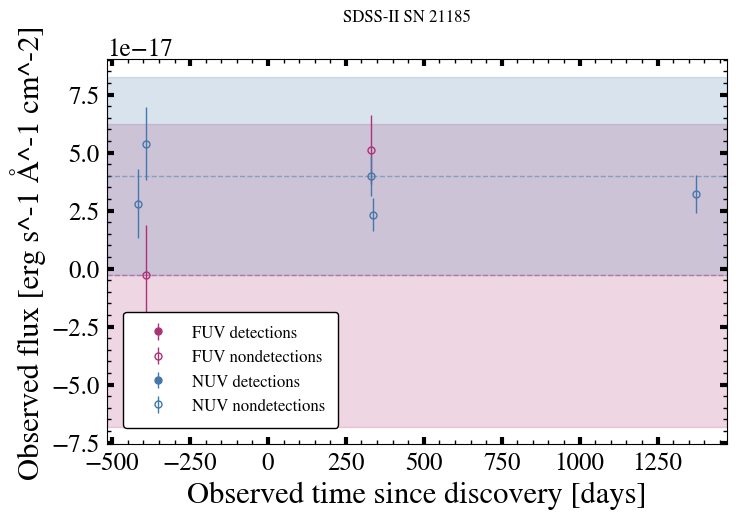 SDSS-II SN 21185
1e−17
7.5
5.0
2.5
0.0
−2.5
−5.0
−7.5
Observed flux [erg s^-1 Å^-1 cm^-2]
FUV detections
FUV nondetections
NUV detections
NUV nondetections
−500 −250 0 250 500 750 1000 1250
Observed time since discovery [days]